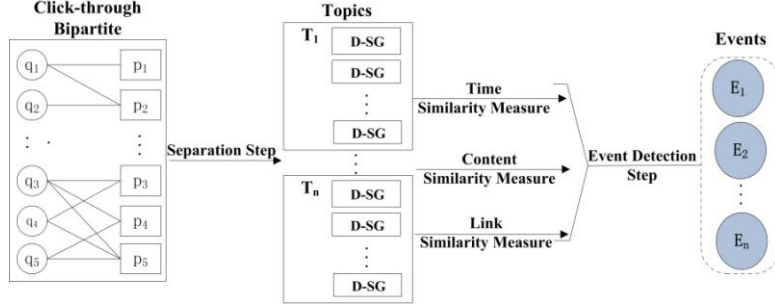 Click-through
Bipartite
q1
p1
q2
p2
q3
p3
q4
p4
q5
p5
Separation Step
Topics
T1
D-SG
D-SG
D-SG
Tn
D-SG
D-SG
D-SG
Time
Similarity Measure
Content
Similarity Measure
Link
Similarity Measure
Event Detection
Step
Events
E1
E2
En